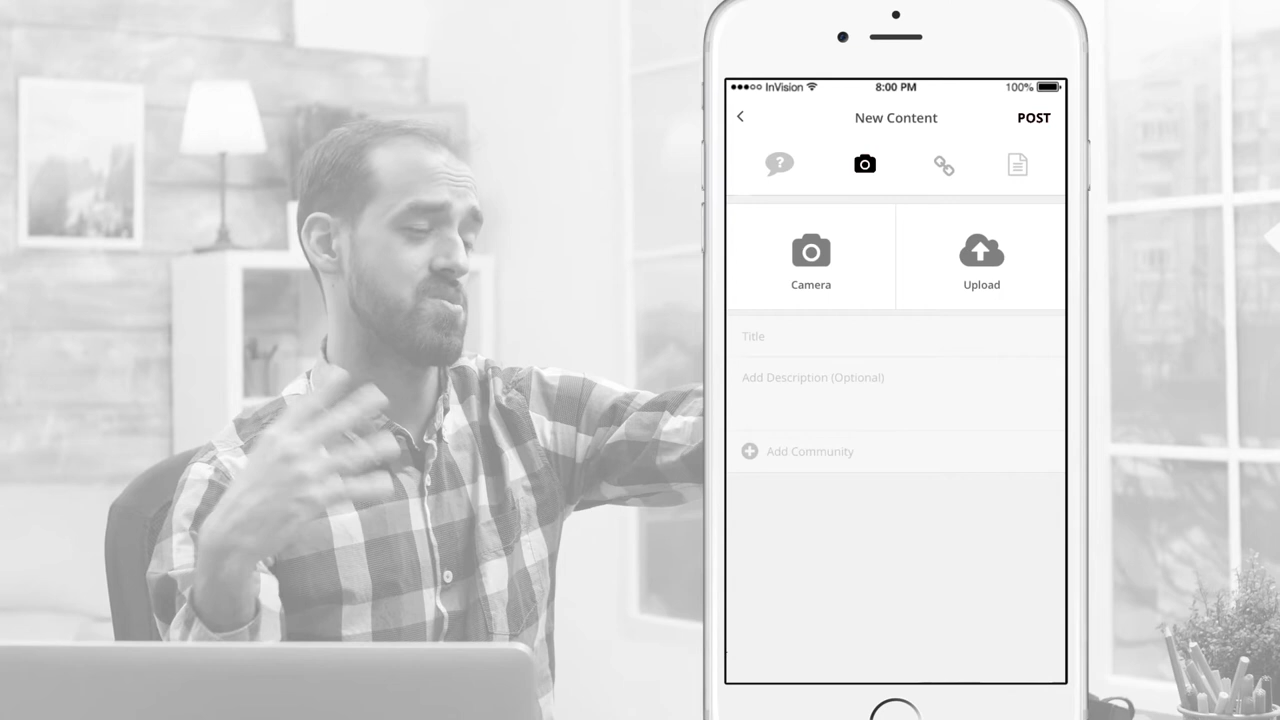 InVision 8:00 PM 100%
New Content POST
?
Camera Upload
Title
Add Description (Optional)
Add Community